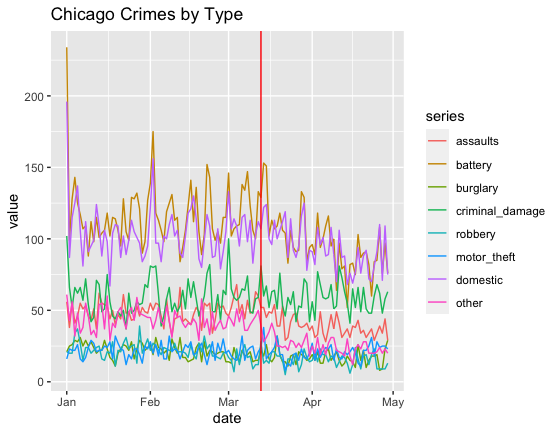 Chicago Crimes by Type
value
200
150
100
50
0
Jan Feb Mar Apr May
date
series
assaults
battery
burglary
criminal_damage
robbery
motor_theft
domestic
other